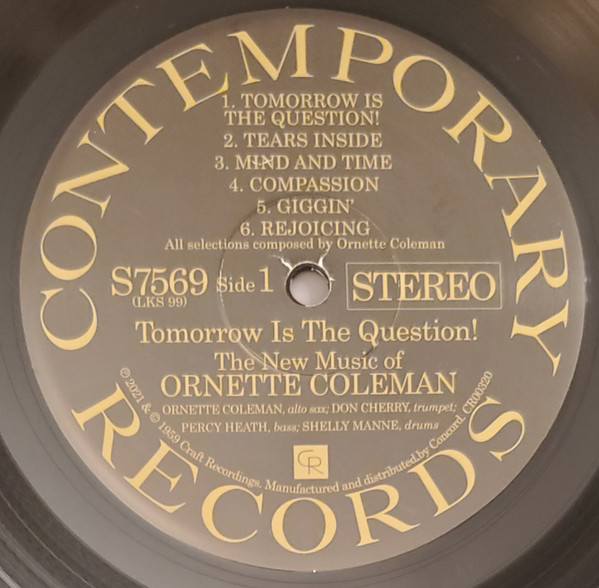 CONTEMPORARY
1. TOMORROW IS
THE QUESTION!
2. TEARS INSIDE
3. MIND AND TIME
4. COMPASSION
5. GIGGIN'
6. REJOICING
All selections composed by Ornette Coleman
S7569 Side 1 STEREO
(LKS 99)
Tomorrow Is The Question!
The New Music of
ORNETTE COLEMAN
ORNETTE COLEMAN, alto sax; DON CHERRY, trumpet;
PERCY HEATH, bass; SHELLY MANNE, drums
CR
℗ 2021 & © 1959 Craft Recordings. Manufactured and distributed by Concord. CR00320
RECORDS